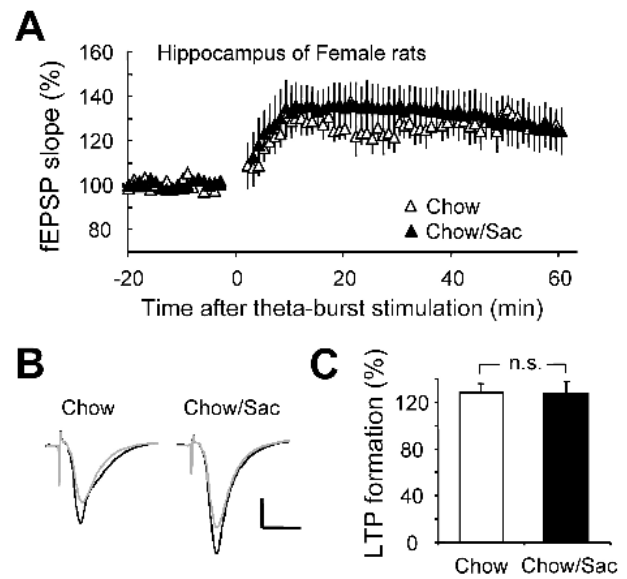 A
Hippocampus of Female rats
fEPSP slope (%)
160
140
120
100
80
△ Chow
▲ Chow/Sac
-20 0 20 40 60
Time after theta-burst stimulation (min)
B
Chow Chow/Sac
C
LTP formation (%)
n.s.
120
80
40
0
Chow Chow/Sac